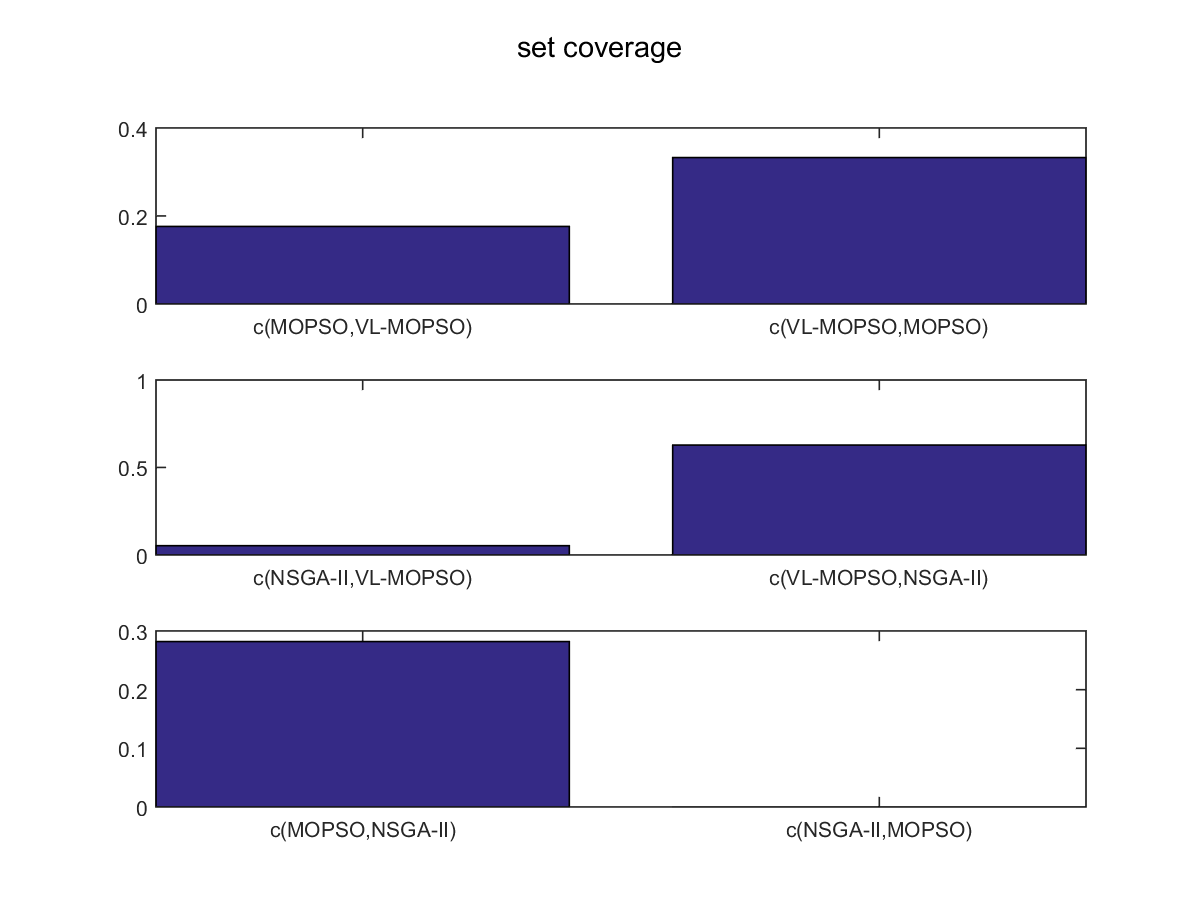 set coverage
0.4
0.2
0
c(MOPSO,VL-MOPSO) c(VL-MOPSO,MOPSO)
1
0.5
0
c(NSGA-II,VL-MOPSO) c(VL-MOPSO,NSGA-II)
0.3
0.2
0.1
0
c(MOPSO,NSGA-II) c(NSGA-II,MOPSO)